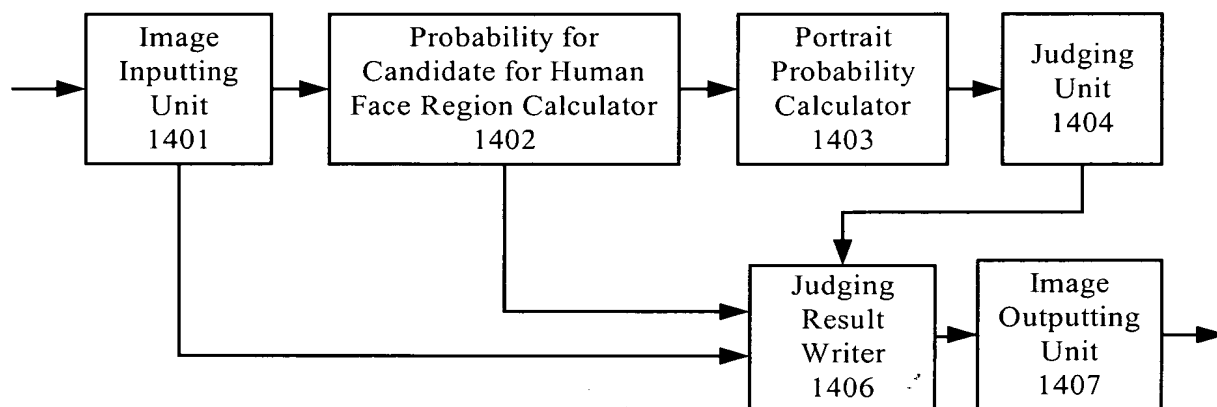 Image
Inputting
Unit
1401
Probability for
Candidate for Human
Face Region Calculator
1402
Portrait
Probability
Calculator
1403
Judging
Unit
1404
Judging
Result
Writer
1406
Image
Outputting
Unit
1407